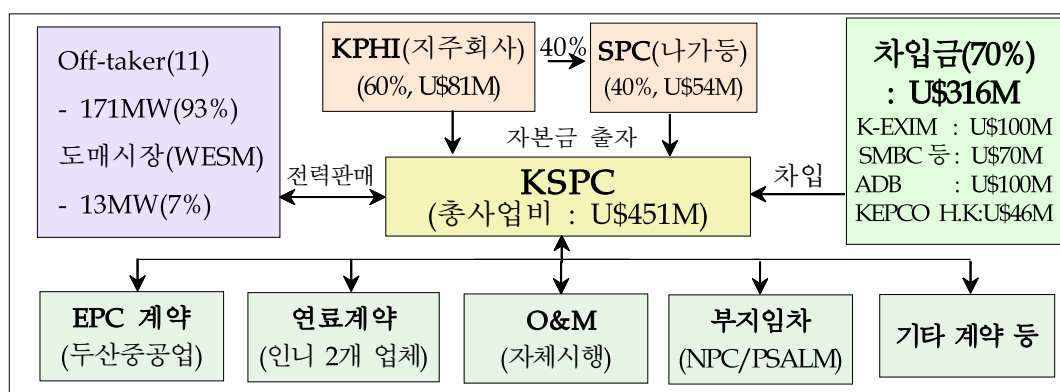 Off-taker(11)
- 171MW(93%)
도매시장(WESM)
- 13MW(7%)
KPHI(지주회사)
(60%, U$81M)
40%
SPC(나가등)
(40%, U$54M)
차입금(70%)
: U$316M
K-EXIM : U$100M
SMBC 등: U$70M
ADB : U$100M
KEPCO H.K:U$46M
자본금 출자
전력판매
KSPC
(총사업비 : U$451M)
차입
EPC 계약
(두산중공업)
연료계약
(인니 2개 업체)
O&M
(자체시행)
부지임차
(NPC/PSALM)
기타 계약 등